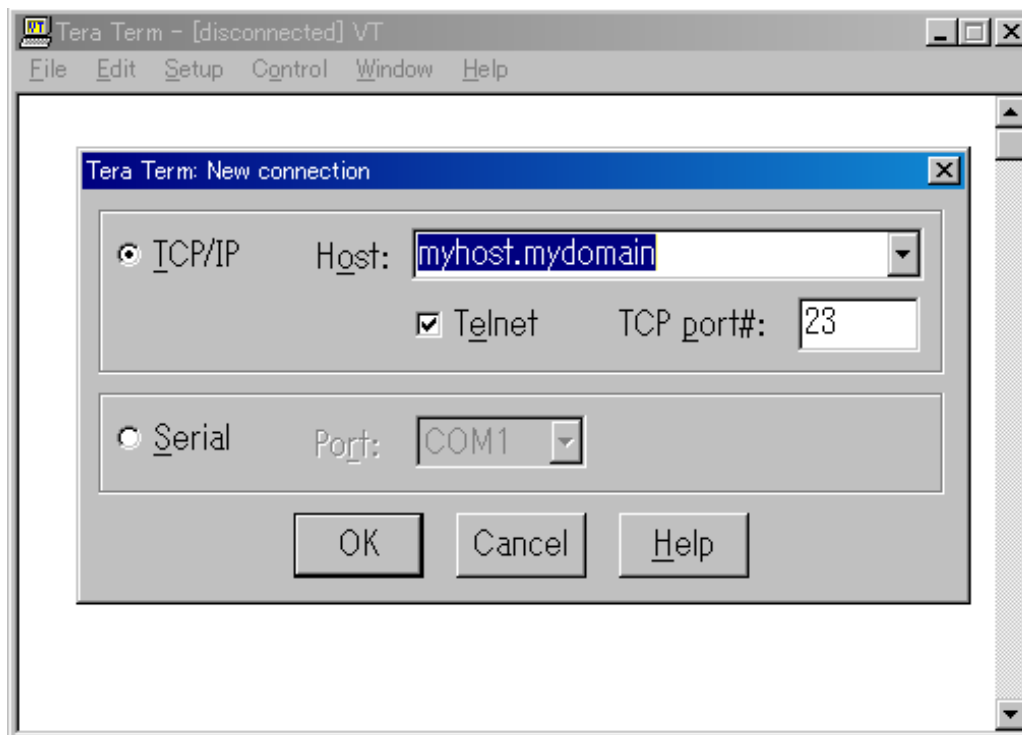 VT
Tera Term - [disconnected] VT
File Edit Setup Control Window Help
Tera Term: New connection
TCP/IP Host: myhost.mydomain
Telnet TCP port#: 23
Serial Port: COM1
OK Cancel Help